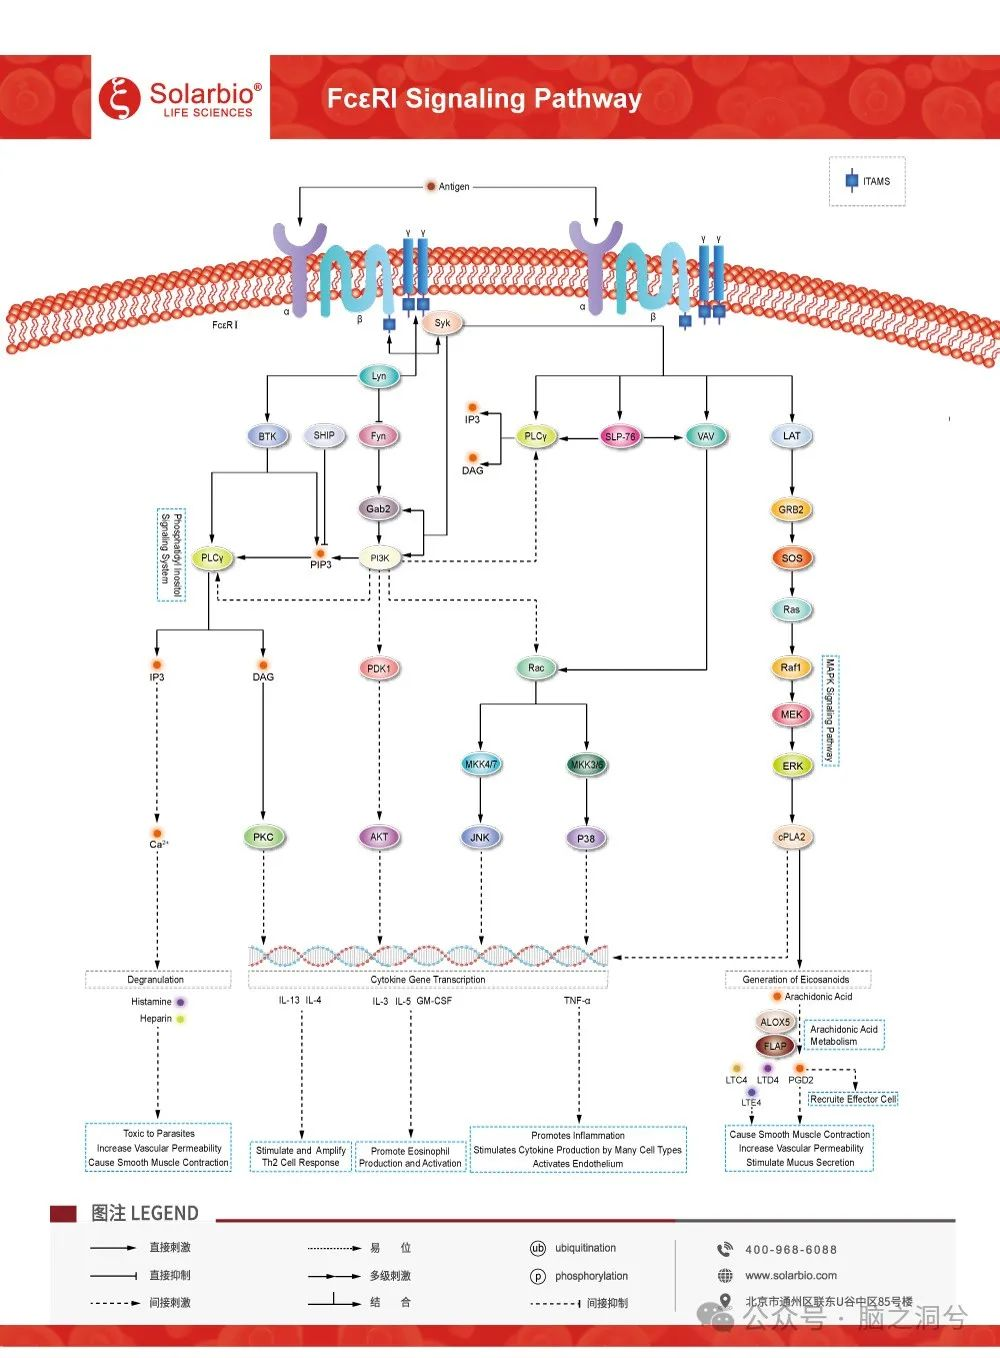 Solarbio®
LIFE SCIENCES
FcεRI Signaling Pathway
ITAMS
Antigen
γ γ
γ γ
α
β
α
β
FcεR I
Syk
Lyn
BTK
SHIP
Fyn
IP3
DAG
PLCγ
SLP-76
VAV
LAT
Gab2
GRB2
Phosphatidyl Inositol
Signaling System
PLCγ
PIP3
PI3K
SOS
Ras
IP3
DAG
PDK1
Rac
Raf1
MAPK Signaling Pathway
MEK
MKK4/7
MKK3/6
ERK
Ca²⁺
PKC
AKT
JNK
P38
cPLA2
Degranulation
Cytokine Gene Transcription
Generation of Eicosanoids
Histamine
Heparin
IL-13 IL-4
IL-3 IL-5 GM-CSF
TNF-α
Arachidonic Acid
ALOX5
FLAP
Arachidonic Acid
Metabolism
LTC4
LTD4
PGD2
LTE4
Recruite Effector Cell
Toxic to Parasites
Increase Vascular Permeability
Cause Smooth Muscle Contraction
Stimulate and Amplify
Th2 Cell Response
Promote Eosinophil
Production and Activation
Promotes Inflammation
Stimulates Cytokine Production by Many Cell Types
Activates Endothelium
Cause Smooth Muscle Contraction
Increase Vascular Permeability
Stimulate Mucus Secretion
图注 LEGEND
直接刺激
易 位
ub ubiquitination
400-968-6088
直接抑制
多级刺激
p phosphorylation
www.solarbio.com
间接刺激
结 合
间接抑制
北京市通州区联东U谷中区85号楼
公众号 · 脑之洞兮